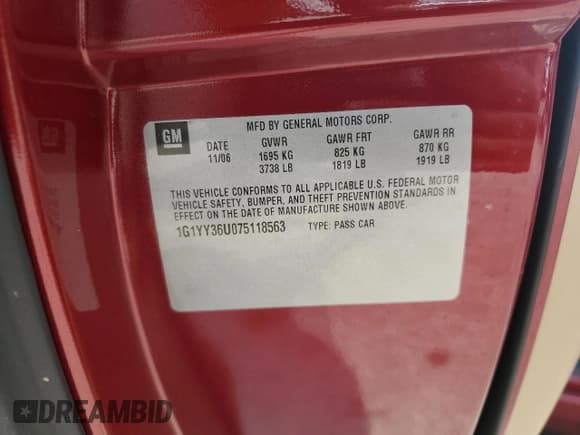 GM
MFD BY GENERAL MOTORS CORP.
DATE GVWR GAWR FRT GAWR RR
11/06 1695 KG 825 KG 870 KG
3738 LB 1819 LB 1919 LB
THIS VEHICLE CONFORMS TO ALL APPLICABLE U.S. FEDERAL MOTOR
VEHICLE SAFETY, BUMPER, AND THEFT PREVENTION STANDARDS IN
EFFECT ON THE DATE OF MANUFACTURE SHOWN ABOVE.
1G1YY36U075118563 TYPE: PASS CAR
DREAMBID